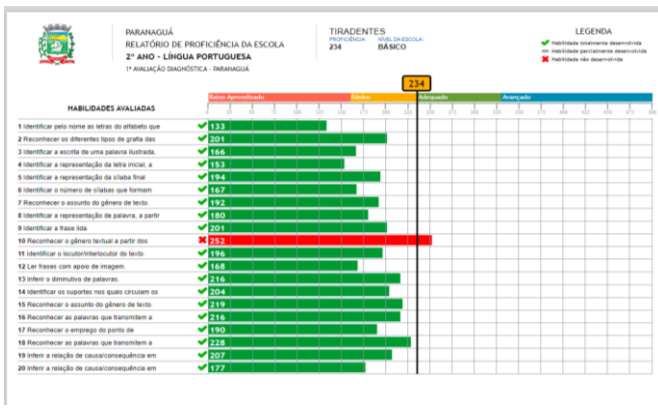 PARANAGUÁ
RELATÓRIO DE PROFICIÊNCIA DA ESCOLA
2° ANO - LÍNGUA PORTUGUESA
1ª AVALIAÇÃO DIAGNÓSTICA - PARANAGUÁ
TIRADENTES
PROFICIÊNCIA NÍVEL DA ESCOLA
234 BÁSICO
LEGENDA
Habilidade totalmente desenvolvida
Habilidade parcialmente desenvolvida
Habilidade não desenvolvida
234
HABILIDADES AVALIADAS
Baixo Aprendizado Básico Adequado Avançado
1 Identificar pelo nome as letras do alfabeto que 133
2 Reconhecer os diferentes tipos de grafia das 201
3 Identificar a escrita de uma palavra ilustrada, 166
4 Identificar a representação da letra inicial, a 153
5 Identificar a representação da sílaba final 194
6 Identificar o número de sílabas que formam 167
7 Reconhecer o assunto do gênero de texto. 192
8 Identificar a representação de palavra, a partir 180
9 Identificar a frase lida. 201
10 Reconhecer o gênero textual a partir dos 252
11 Identificar o locutor/interlocutor do texto. 196
12 Ler frases com apoio de imagem. 168
13 Inferir o diminutivo de palavras. 216
14 Identificar os suportes nos quais circulam os 204
15 Reconhecer o assunto do gênero de texto. 219
16 Reconhecer as palavras que transmitem a 216
17 Reconhecer o emprego do ponto de 190
18 Reconhecer as palavras que transmitem a 228
19 Inferir a relação de causa/consequência em 207
20 Inferir a relação de causa/consequência em 177